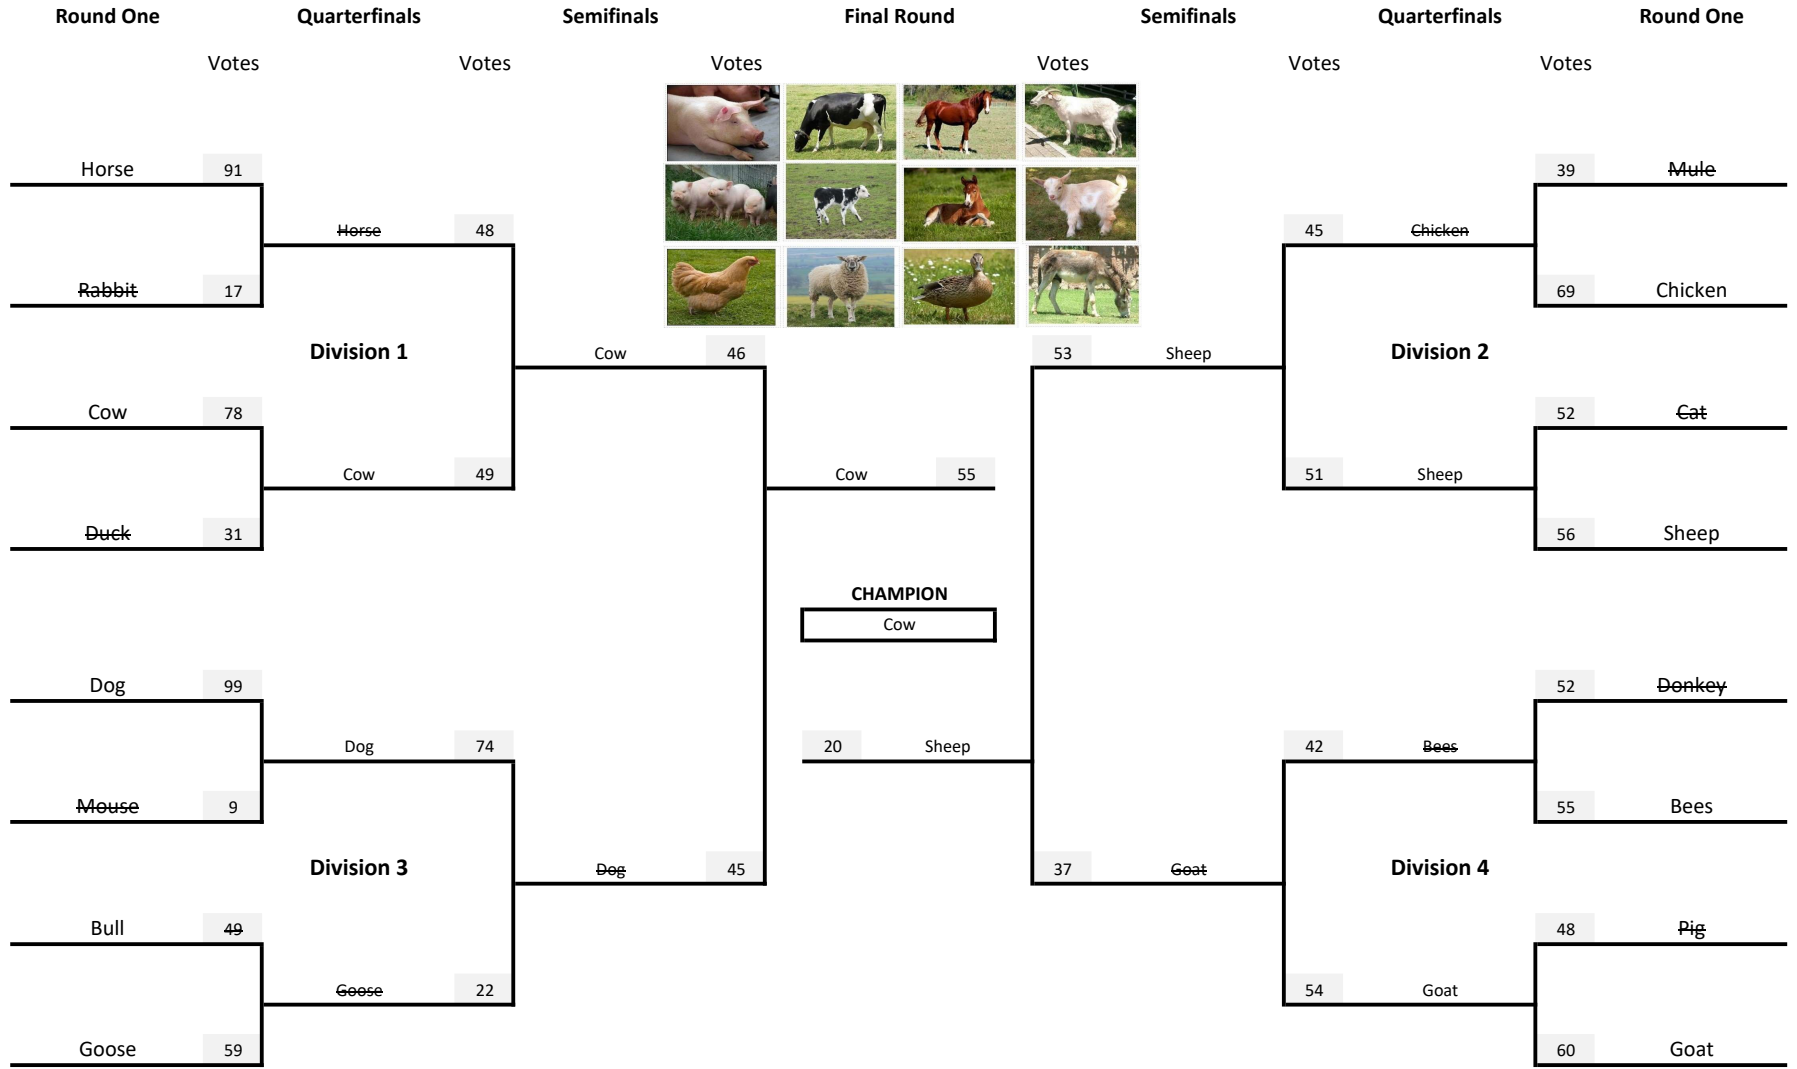 Round One Quarterfinals Semifinals Final Round Semifinals Quarterfinals Round One
Votes Votes Votes Votes Votes Votes
Horse 91 39 Mule
Horse 48 45 Chicken
Rabbit 17 69 Chicken
Division 1 Cow 46 53 Sheep Division 2
Cow 78 52 Cat
Cow 49 Cow 55 51 Sheep
Duck 31 56 Sheep
CHAMPION
Cow
Dog 99 52 Donkey
Dog 74 20 Sheep 42 Bees
Mouse 9 55 Bees
Division 3 Dog 45 37 Goat Division 4
Bull 49 48 Pig
Goose 22 54 Goat
Goose 59 60 Goat